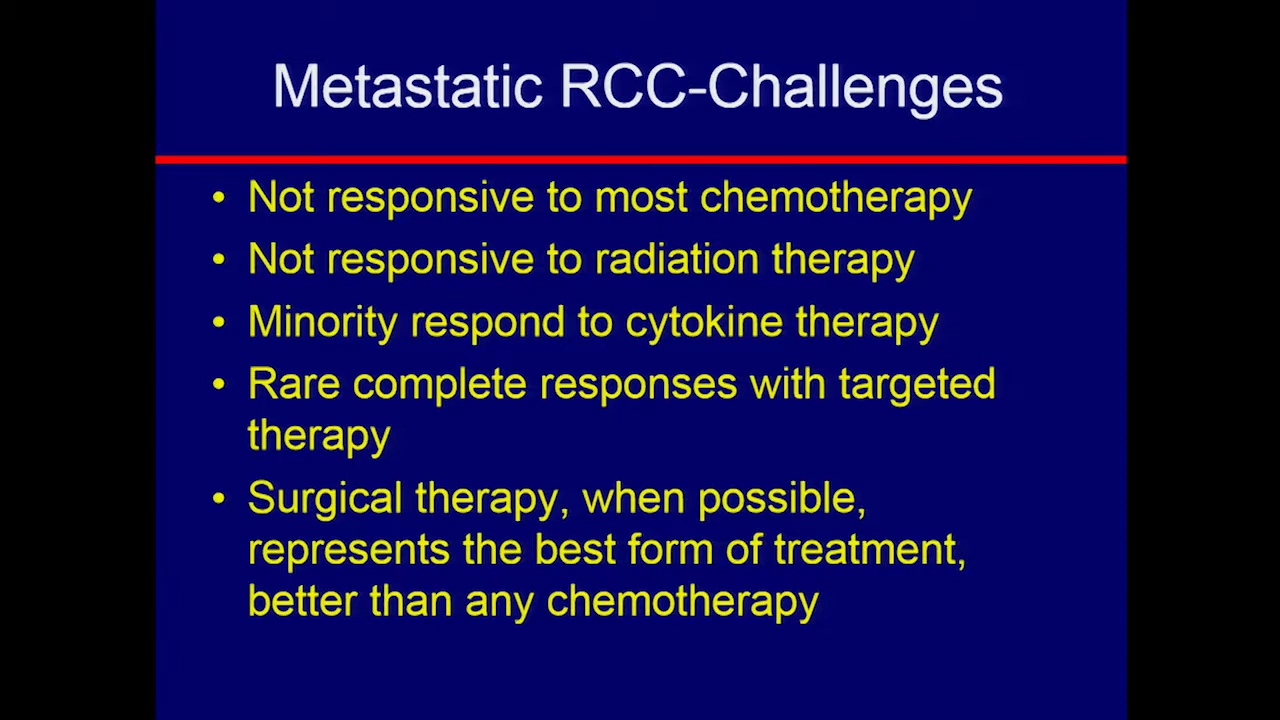 Metastatic RCC-Challenges
• Not responsive to most chemotherapy
• Not responsive to radiation therapy
• Minority respond to cytokine therapy
• Rare complete responses with targeted
therapy
• Surgical therapy, when possible,
represents the best form of treatment,
better than any chemotherapy